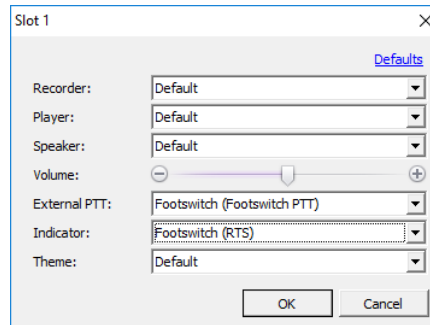 Slot 1
Defaults
Recorder: Default
Player: Default
Speaker: Default
Volume:
External PTT: Footswitch (Footswitch PTT)
Indicator: Footswitch (RTS)
Theme: Default
OK Cancel